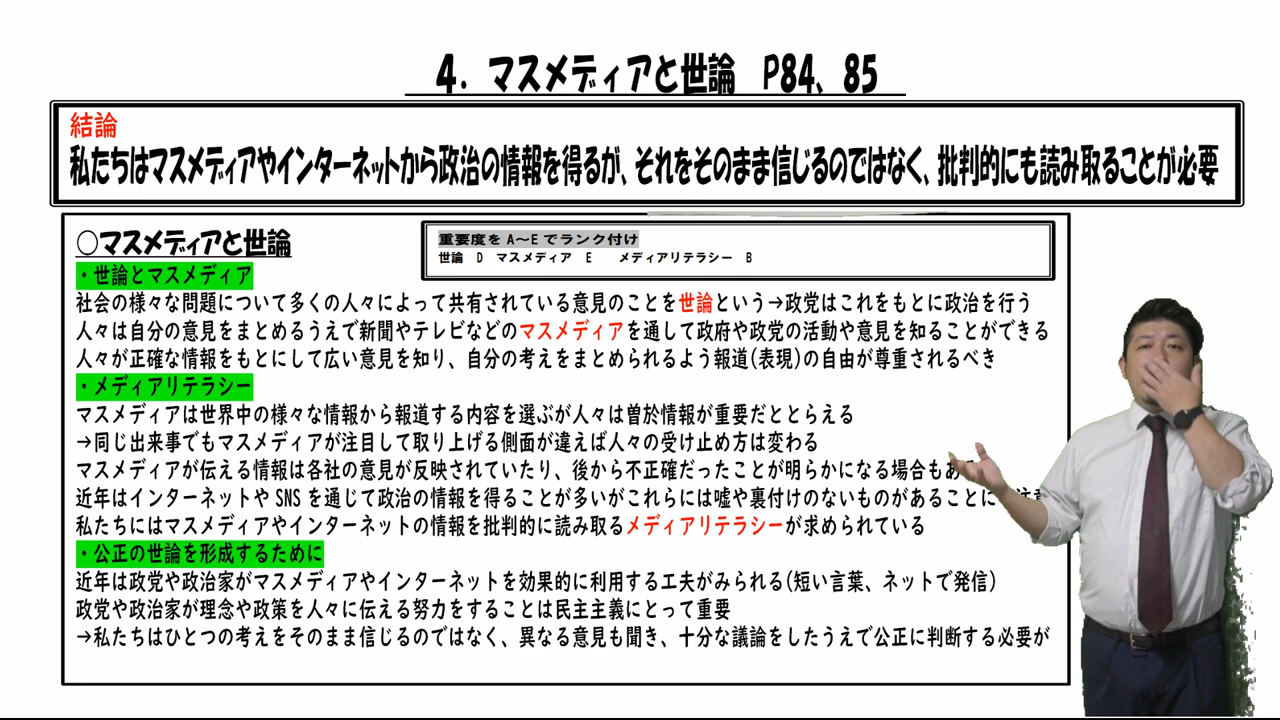 ４．マスメディアと世論　P84、85
結論
私たちはマスメディアやインターネットから政治の情報を得るが、それをそのまま信じるのではなく、批判的にも読み取ることが必要
○マスメディアと世論
重要度を A～E でランク付け
世論　D　マスメディア　E　　メディアリテラシー　B
・世論とマスメディア
社会の様々な問題について多くの人々によって共有されている意見のことを世論という→政党はこれをもとに政治を行う
人々は自分の意見をまとめるうえで新聞やテレビなどのマスメディアを通して政府や政党の活動や意見を知ることができる
人々が正確な情報をもとにして広い意見を知り、自分の考えをまとめられるよう報道(表現)の自由が尊重されるべき
・メディアリテラシー
マスメディアは世界中の様々な情報から報道する内容を選ぶが人々は曽於情報が重要だととらえる
→同じ出来事でもマスメディアが注目して取り上げる側面が違えば人々の受け止め方は変わる
マスメディアが伝える情報は各社の意見が反映されていたり、後から不正確だったことが明らかになる場合もあ
近年はインターネットや SNS を通じて政治の情報を得ることが多いがこれらには嘘や裏付けのないものがあることに 注意
私たちにはマスメディアやインターネットの情報を批判的に読み取るメディアリテラシーが求められている
・公正の世論を形成するために
近年は政党や政治家がマスメディアやインターネットを効果的に利用する工夫がみられる(短い言葉、ネットで発信)
政党や政治家が理念や政策を人々に伝える努力をすることは民主主義にとって重要
→私たちはひとつの考えをそのまま信じるのではなく、異なる意見も聞き、十分な議論をしたうえで公正に判断する必要が